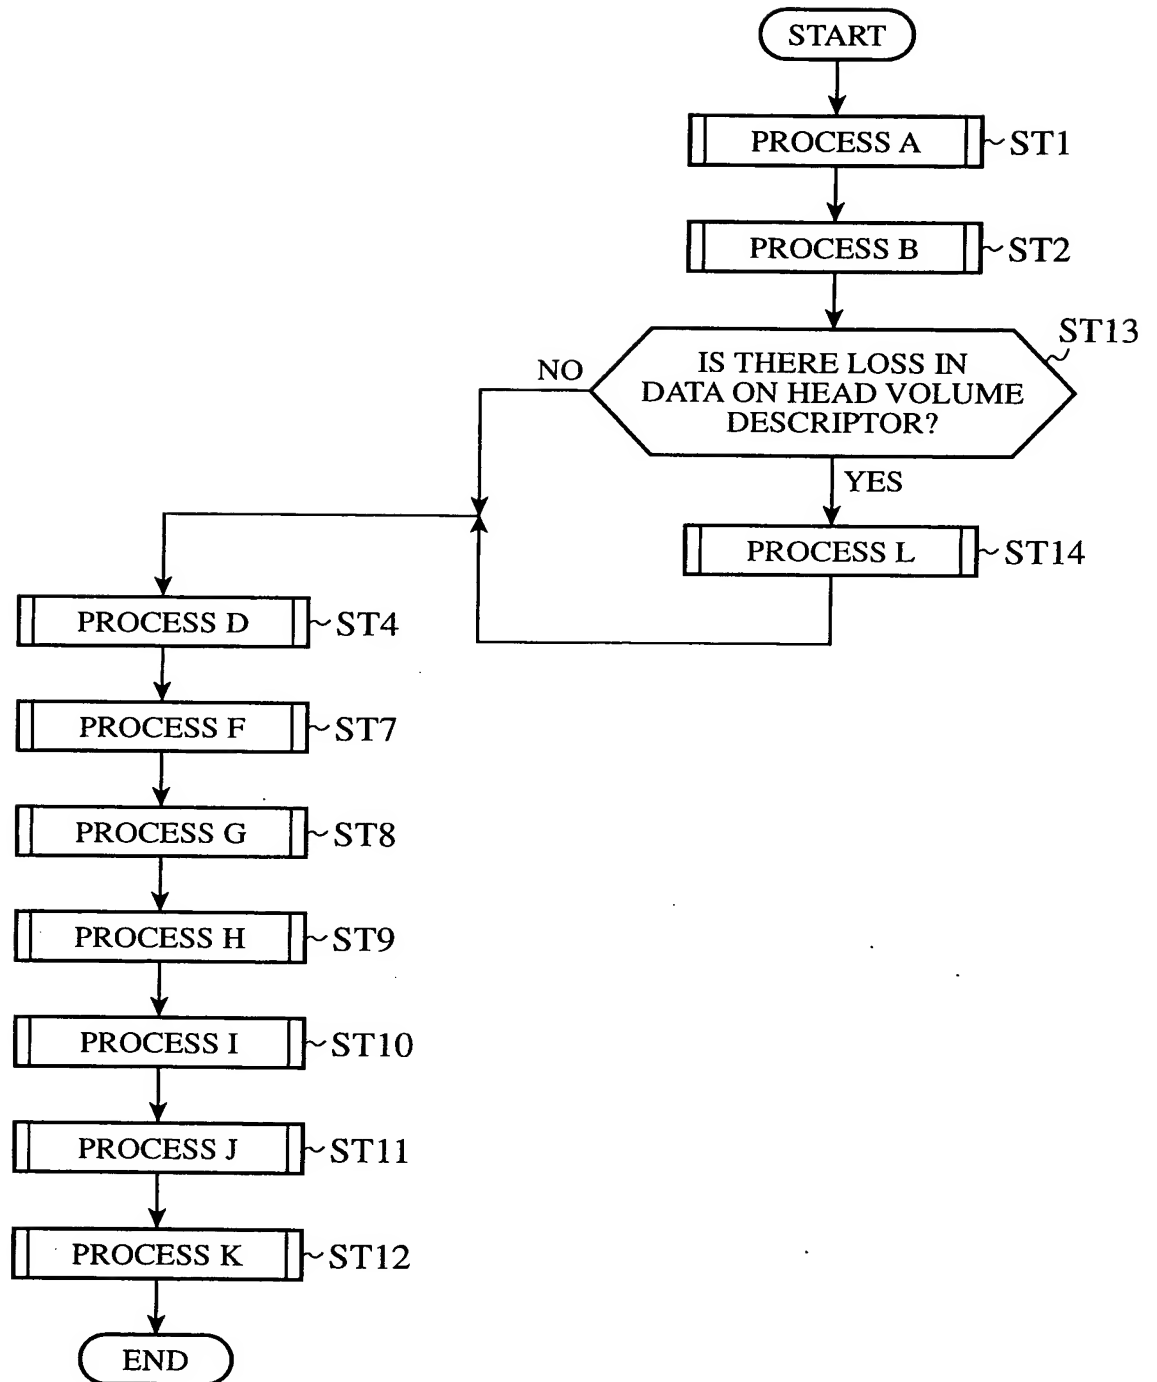 START
PROCESS A
ST1
PROCESS B
ST2
ST13
IS THERE LOSS IN
DATA ON HEAD VOLUME
DESCRIPTOR?
NO
YES
PROCESS L
ST14
PROCESS D
ST4
PROCESS F
ST7
PROCESS G
ST8
PROCESS H
ST9
PROCESS I
ST10
PROCESS J
ST11
PROCESS K
ST12
END